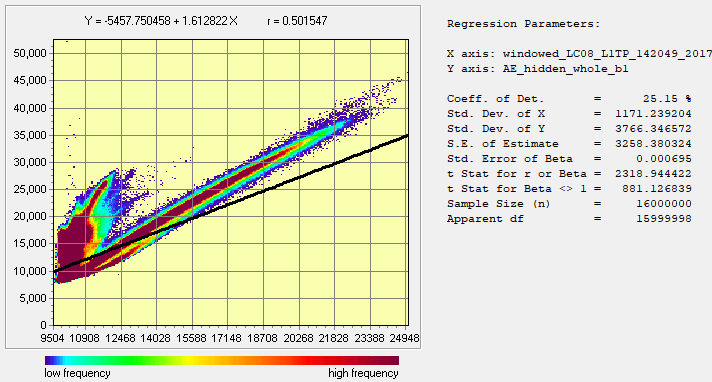 Y = -5457.750458 + 1.612822 X r = 0.501547
50,000
45,000
40,000
35,000
30,000
25,000
20,000
15,000
10,000
5,000
0
9504 10908 12468 14028 15588 17148 18708 20268 21828 23388 24948
low frequency high frequency
Regression Parameters:
X axis: windowed_LC08_L1TP_142049_2017
Y axis: AE_hidden_whole_b1
Coeff. of Det. = 25.15 %
Std. Dev. of X = 1171.239204
Std. Dev. of Y = 3766.346572
S.E. of Estimate = 3258.380324
Std. Error of Beta = 0.000695
t Stat for r or Beta = 2318.944422
t Stat for Beta <> 1 = 881.126839
Sample Size (n) = 16000000
Apparent df = 15999998